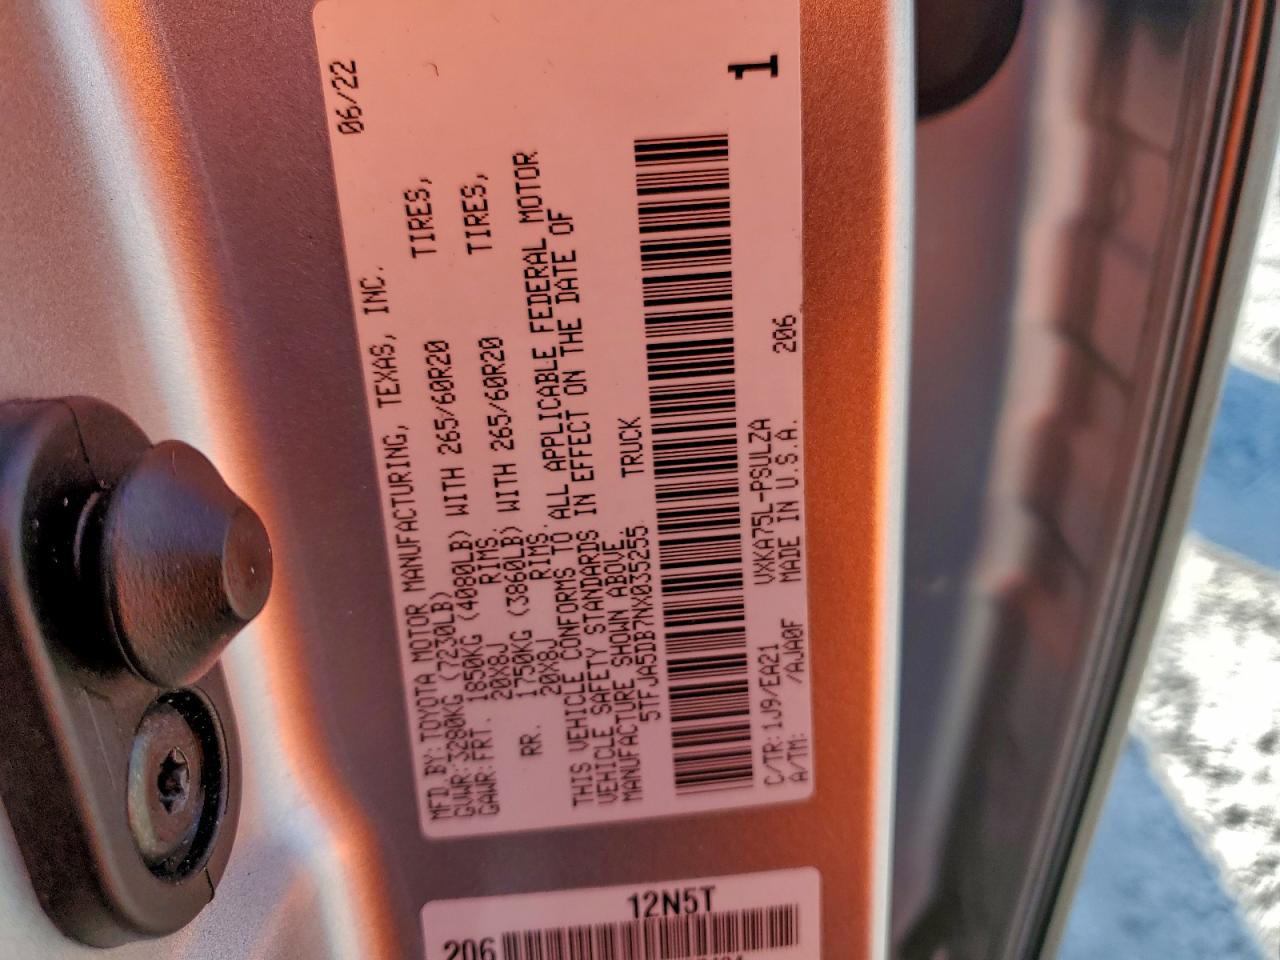 06/22
MFD BY: TOYOTA MOTOR MANUFACTURING, TEXAS, INC.
GVWR: 3280KG (7230LB)
GAWR: FRT. 1850KG (4080LB) WITH 265/60R20 TIRES,
20X8J RIMS;
RR. 1750KG (3860LB) WITH 265/60R20 TIRES,
20X8J RIMS.
THIS VEHICLE CONFORMS TO ALL APPLICABLE FEDERAL MOTOR
VEHICLE SAFETY STANDARDS IN EFFECT ON THE DATE OF
MANUFACTURE SHOWN ABOVE.
5TFJA5DB7NX035255 TRUCK
1
C/TR: 1J9/EA21 VXKA75L-PSULZA
A/TM: /AJA0F MADE IN U.S.A. 206
12N5T
206